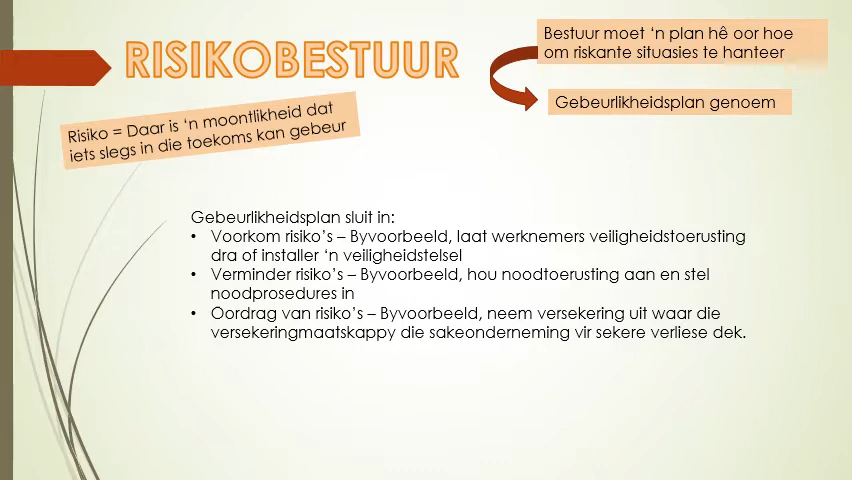 RISIKOBESTUUR
Bestuur moet ‘n plan hê oor hoe
om riskante situasies te hanteer
Gebeurlikheidsplan genoem
Risiko = Daar is ‘n moontlikheid dat
iets slegs in die toekoms kan gebeur
Gebeurlikheidsplan sluit in:
• Voorkom risiko’s – Byvoorbeeld, laat werknemers veiligheidstoerusting
dra of installer ‘n veiligheidstelsel
• Verminder risiko’s – Byvoorbeeld, hou noodtoerusting aan en stel
noodprosedures in
• Oordrag van risiko’s – Byvoorbeeld, neem versekering uit waar die
versekeringmaatskappy die sakeonderneming vir sekere verliese dek.